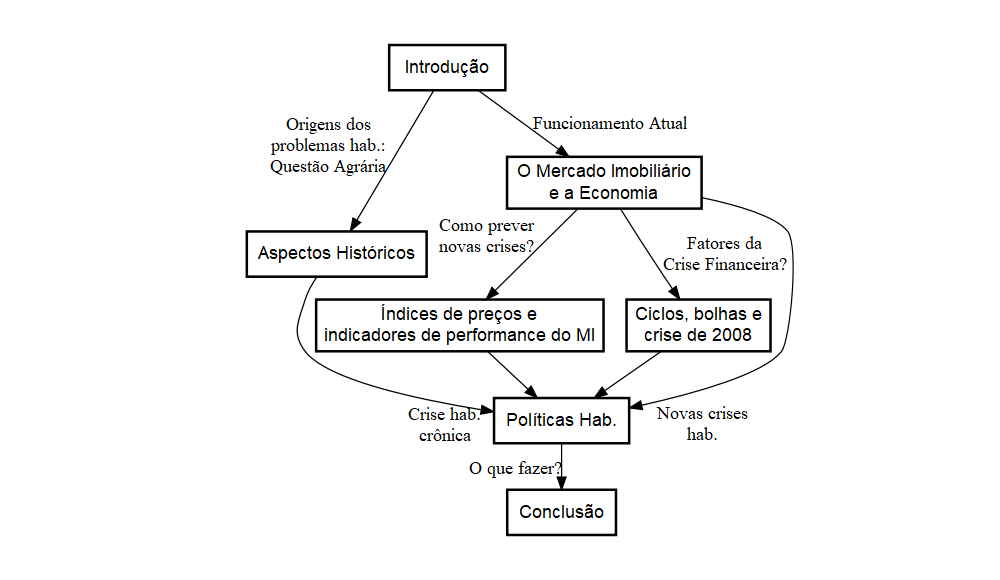 Introdução
Origens dos
problemas hab.:
Questão Agrária
Funcionamento Atual
O Mercado Imobiliário
e a Economia
Aspectos Históricos
Como prever
novas crises?
Fatores da
Crise Financeira?
Índices de preços e
indicadores de performance do MI
Ciclos, bolhas e
crise de 2008
Crise hab.
crônica
Políticas Hab.
Novas crises
hab.
O que fazer?
Conclusão